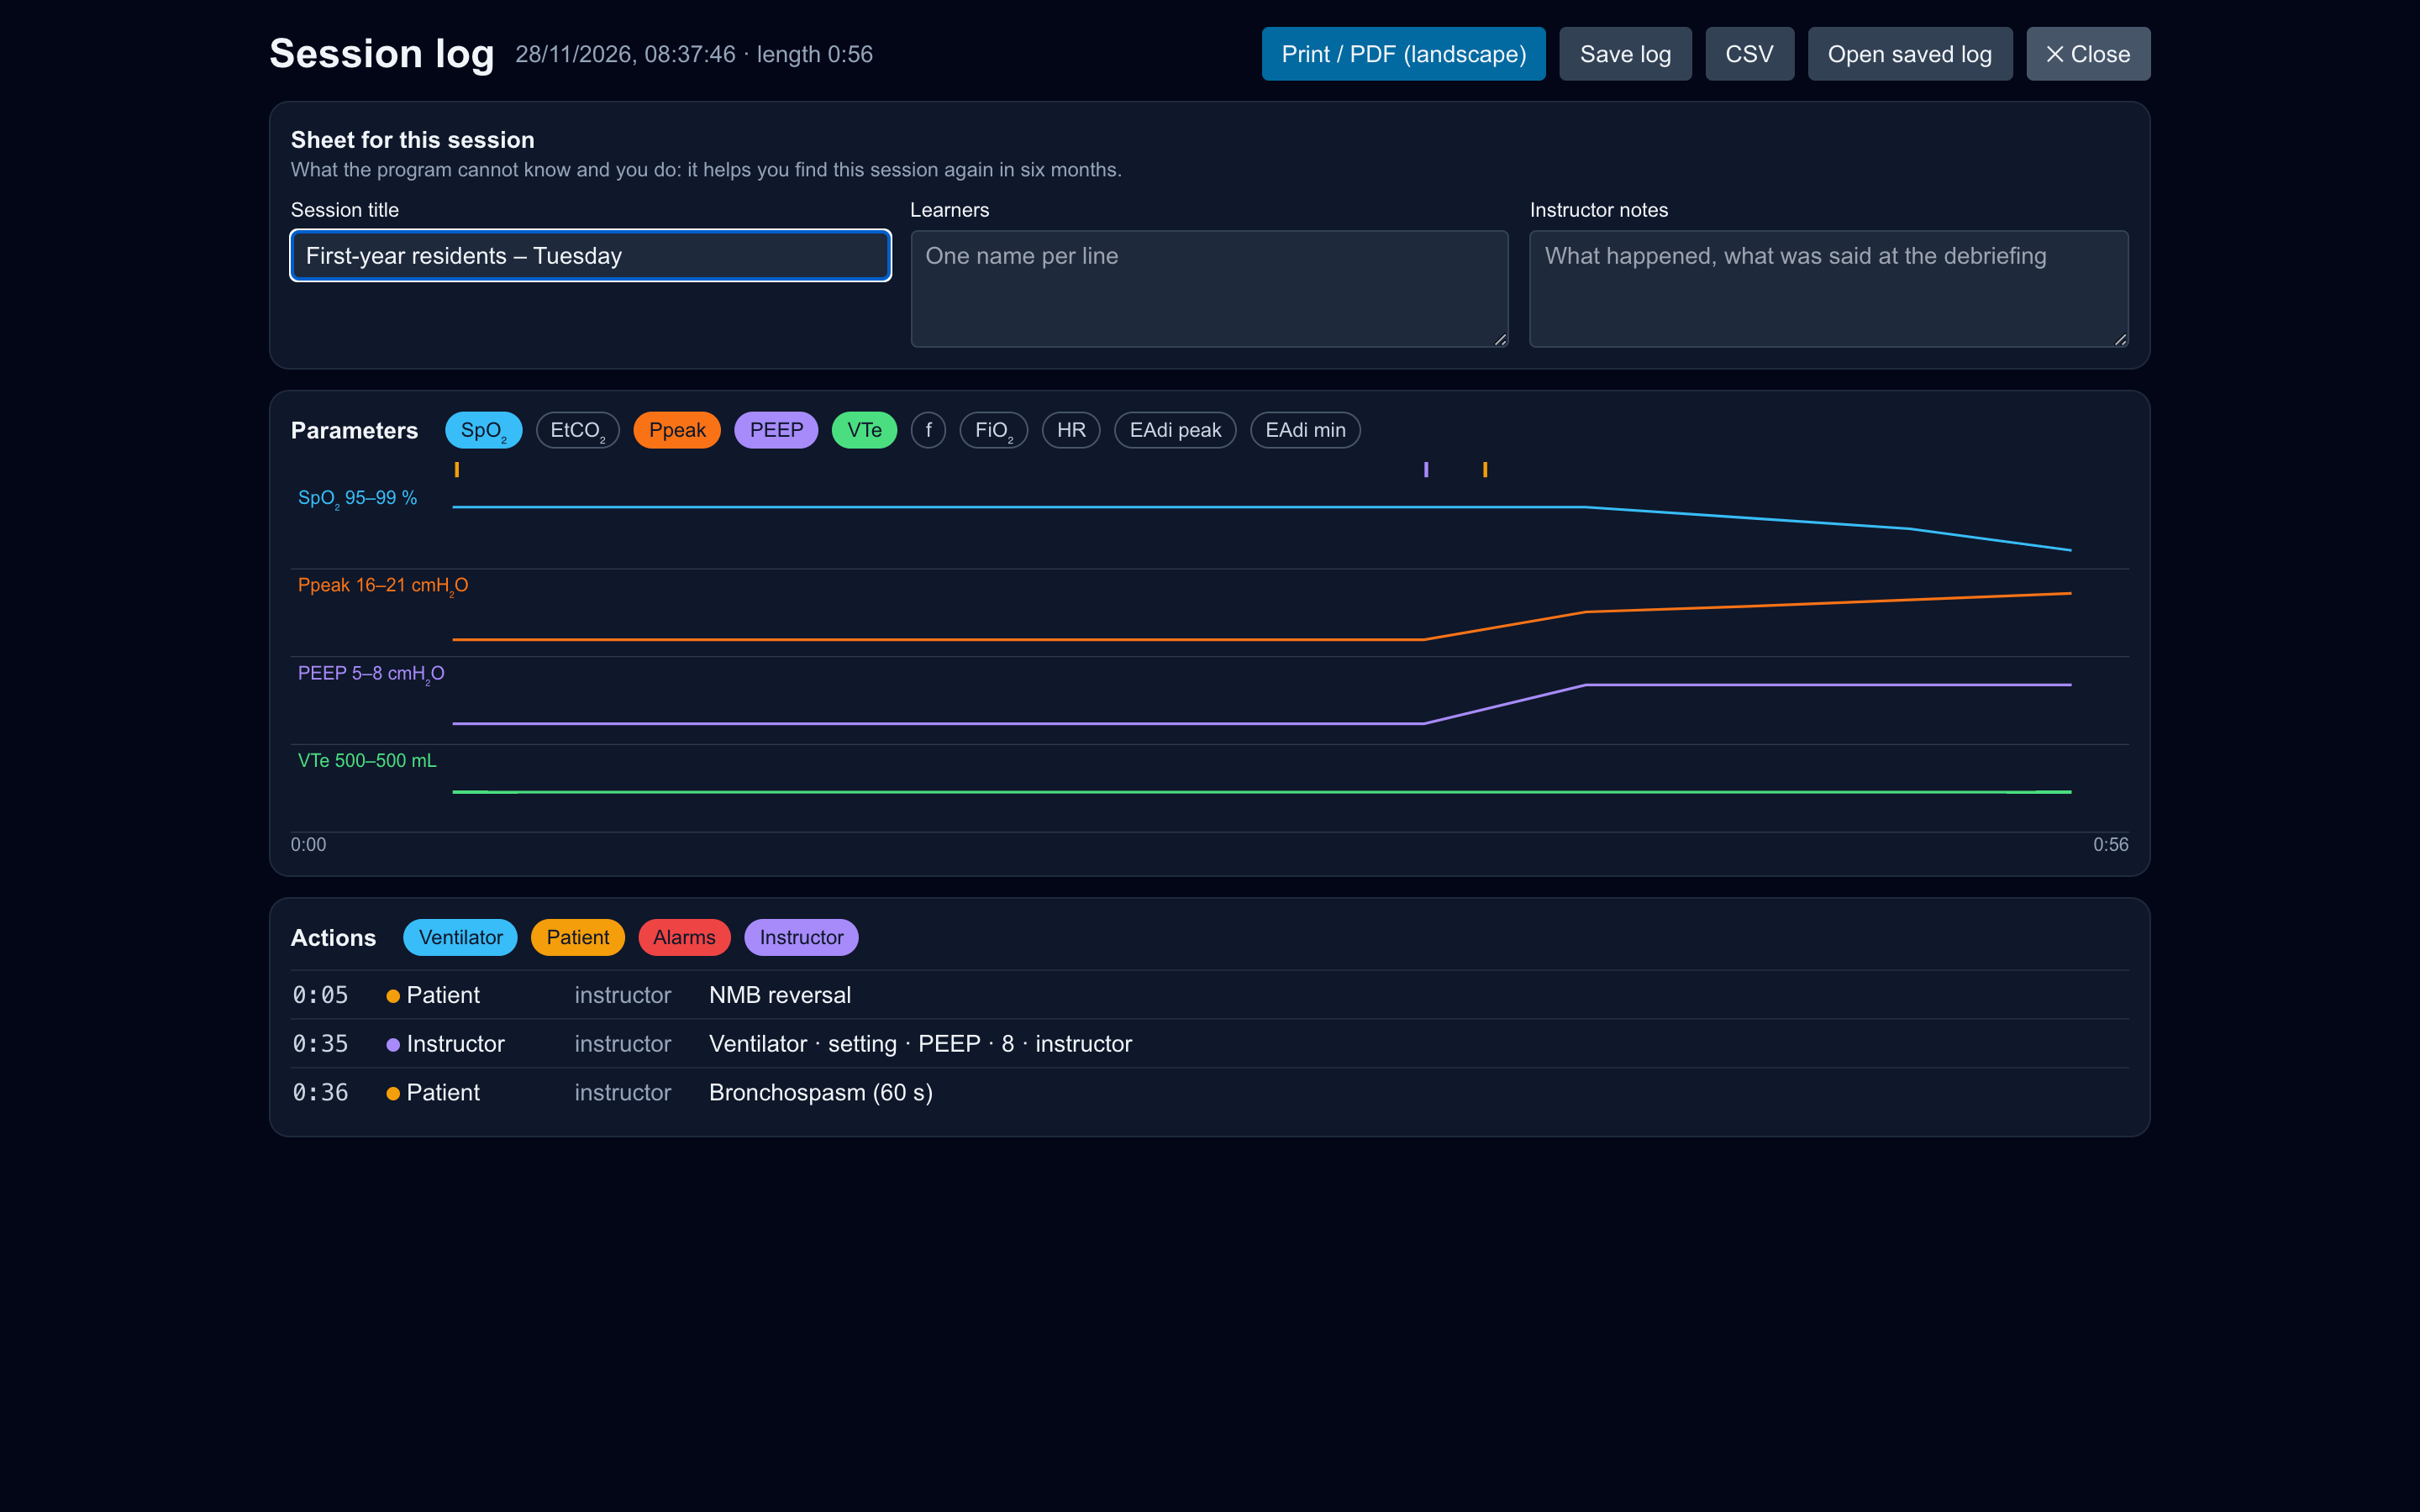 Session log 28/11/2026, 08:37:46 · length 0:56 Print / PDF (landscape) Save log CSV Open saved log ✕ Close
Sheet for this session
What the program cannot know and you do: it helps you find this session again in six months.
Session title Learners Instructor notes
First-year residents – Tuesday One name per line What happened, what was said at the debriefing
Parameters SpO₂ EtCO₂ Ppeak PEEP VTe f FiO₂ HR EAdi peak EAdi min
SpO₂ 95–99 %
Ppeak 16–21 cmH₂O
PEEP 5–8 cmH₂O
VTe 500–500 mL
0:00 0:56
Actions Ventilator Patient Alarms Instructor
0:05 Patient instructor NMB reversal
0:35 Instructor instructor Ventilator · setting · PEEP · 8 · instructor
0:36 Patient instructor Bronchospasm (60 s)